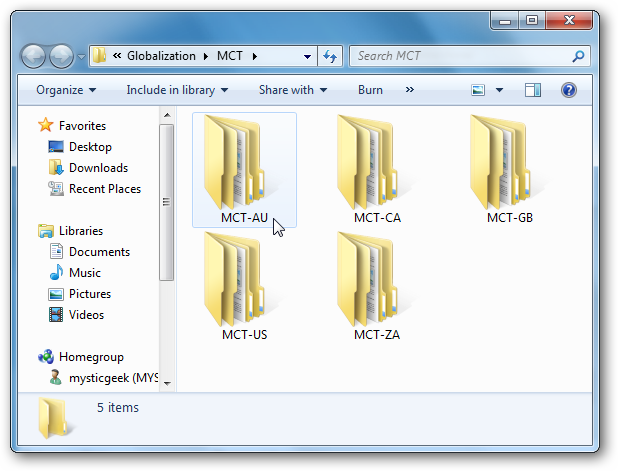 « Globalization MCT
Search MCT
Organize Include in library Share with Burn »
Favorites
Desktop
Downloads
Recent Places
Libraries
Documents
Music
Pictures
Videos
Homegroup
mysticgeek (MYS
MCT-AU MCT-CA MCT-GB
MCT-US MCT-ZA
5 items